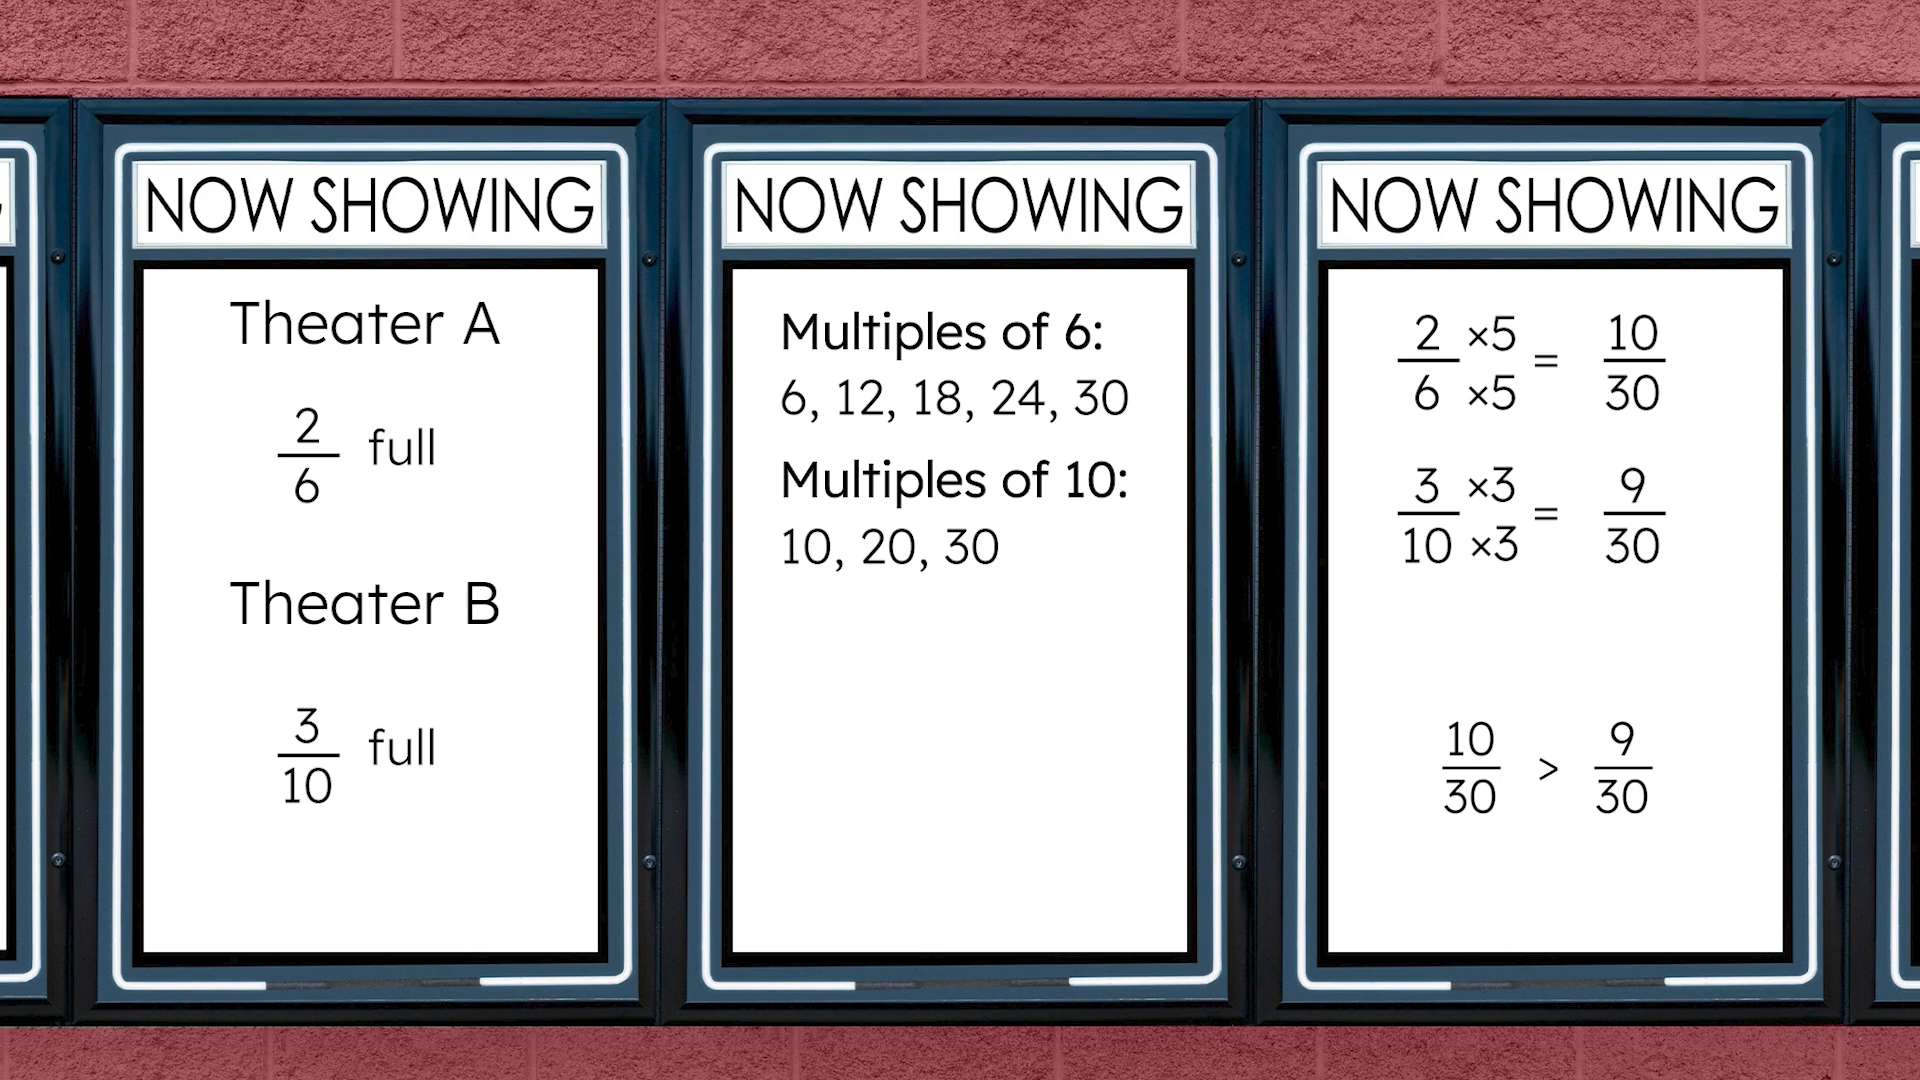 NOW SHOWING
Theater A
2/6 full
Theater B
3/10 full
NOW SHOWING
Multiples of 6:
6, 12, 18, 24, 30
Multiples of 10:
10, 20, 30
NOW SHOWING
2 ×5 / 6 ×5 = 10/30
3 ×3 / 10 ×3 = 9/30
10/30 > 9/30